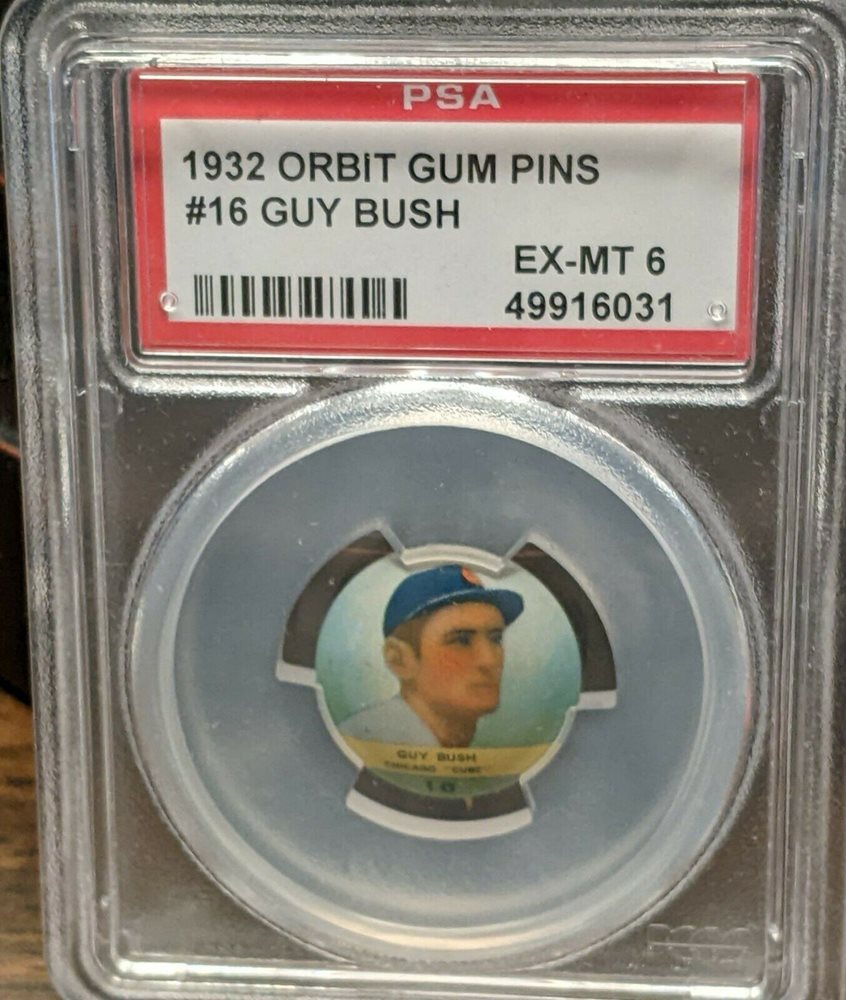 PSA
1932 ORBIT GUM PINS
#16 GUY BUSH
EX-MT 6
49916031
GUY BUSH
CHICAGO "CUBS"
16